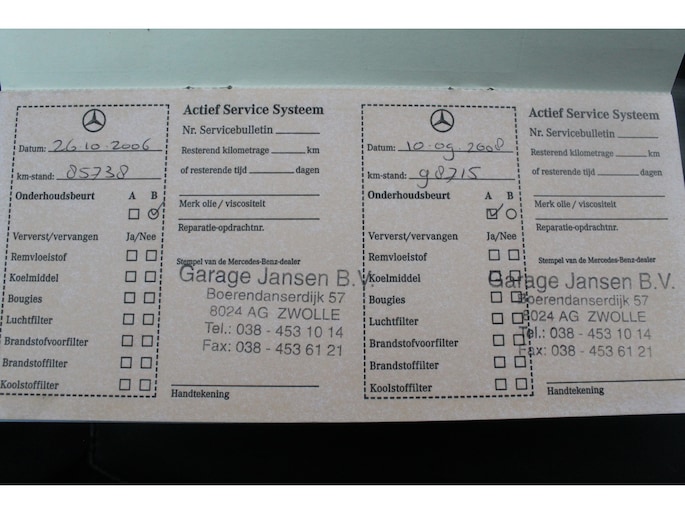 Datum: 26.10.2006
km-stand: 85738
Onderhoudsbeurt A B
Ververst/vervangen Ja/Nee
Remvloeistof
Koelmiddel
Bougies
Luchtfilter
Brandstofvoorfilter
Brandstoffilter
Koolstoffilter
Actief Service Systeem
Nr. Servicebulletin
Resterend kilometrage km
of resterende tijd dagen
Merk olie / viscositeit
Reparatie-opdrachtnr.
Stempel van de Mercedes-Benz-dealer
Garage Jansen B.V.
Boerendanserdijk 57
8024 AG ZWOLLE
Tel.: 038 - 453 10 14
Fax: 038 - 453 61 21
Handtekening
Datum: 10-09-2008
km-stand: 98715
Onderhoudsbeurt A B
Ververst/vervangen Ja/Nee
Remvloeistof
Koelmiddel
Bougies
Luchtfilter
Brandstofvoorfilter
Brandstoffilter
Koolstoffilter
Actief Service Systeem
Nr. Servicebulletin
Resterend kilometrage km
of resterende tijd dagen
Merk olie / viscositeit
Reparatie-opdrachtnr.
Stempel van de Mercedes-Benz-dealer
Garage Jansen B.V.
Boerendanserdijk 57
8024 AG ZWOLLE
Tel.: 038 - 453 10 14
Fax: 038 - 453 61 21
Handtekening